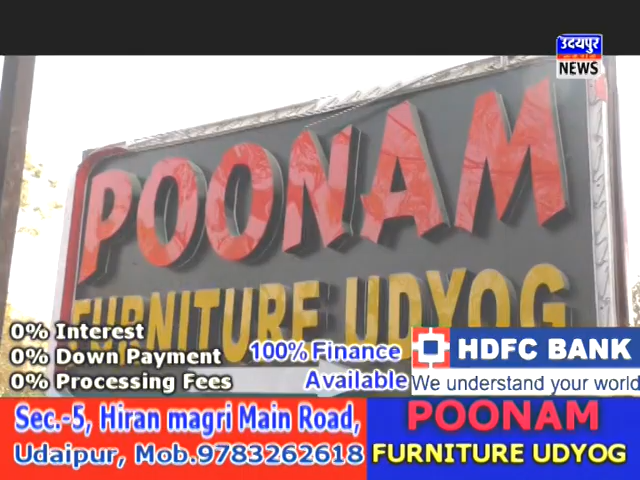 उदयपुर
NEWS
POONAM
FURNITURE UDYOG
0% Interest
0% Down Payment
0% Processing Fees
100% Finance
Available
HDFC BANK
We understand your world
Sec.-5, Hiran magri Main Road,
Udaipur, Mob.9783262618
POONAM
FURNITURE UDYOG